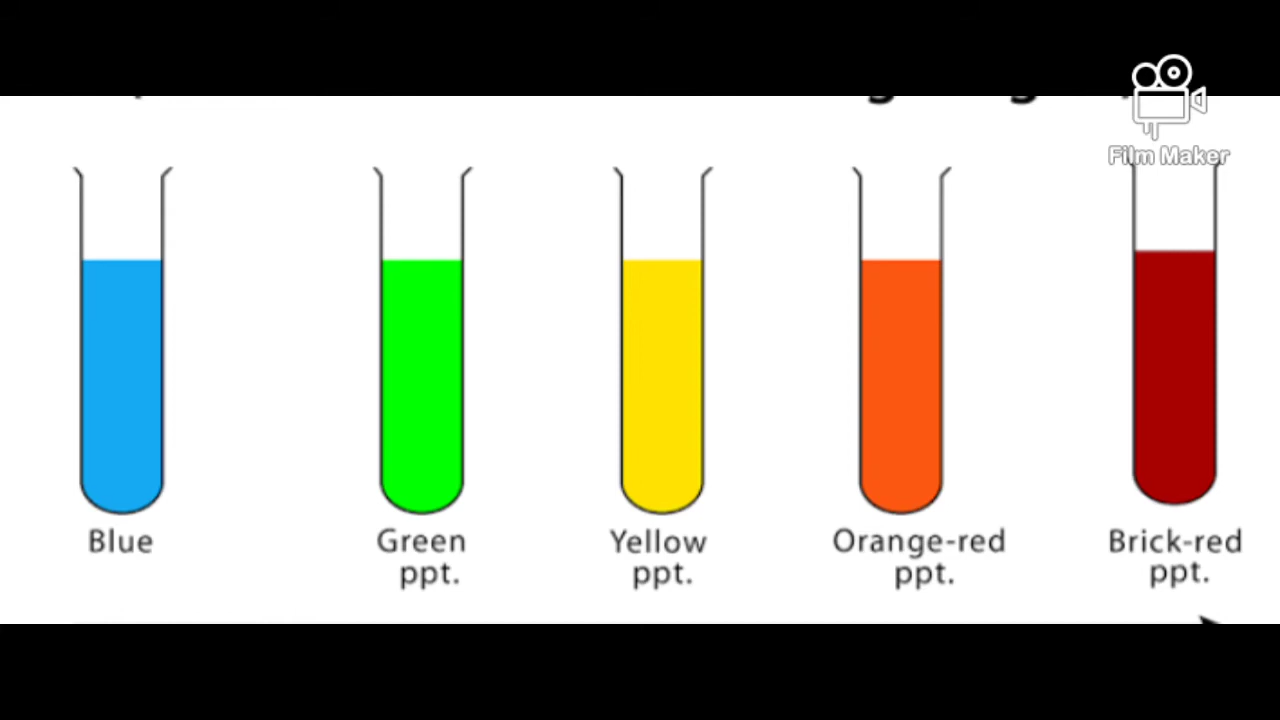 Film Maker
Blue
Green
ppt.
Yellow
ppt.
Orange-red
ppt.
Brick-red
ppt.